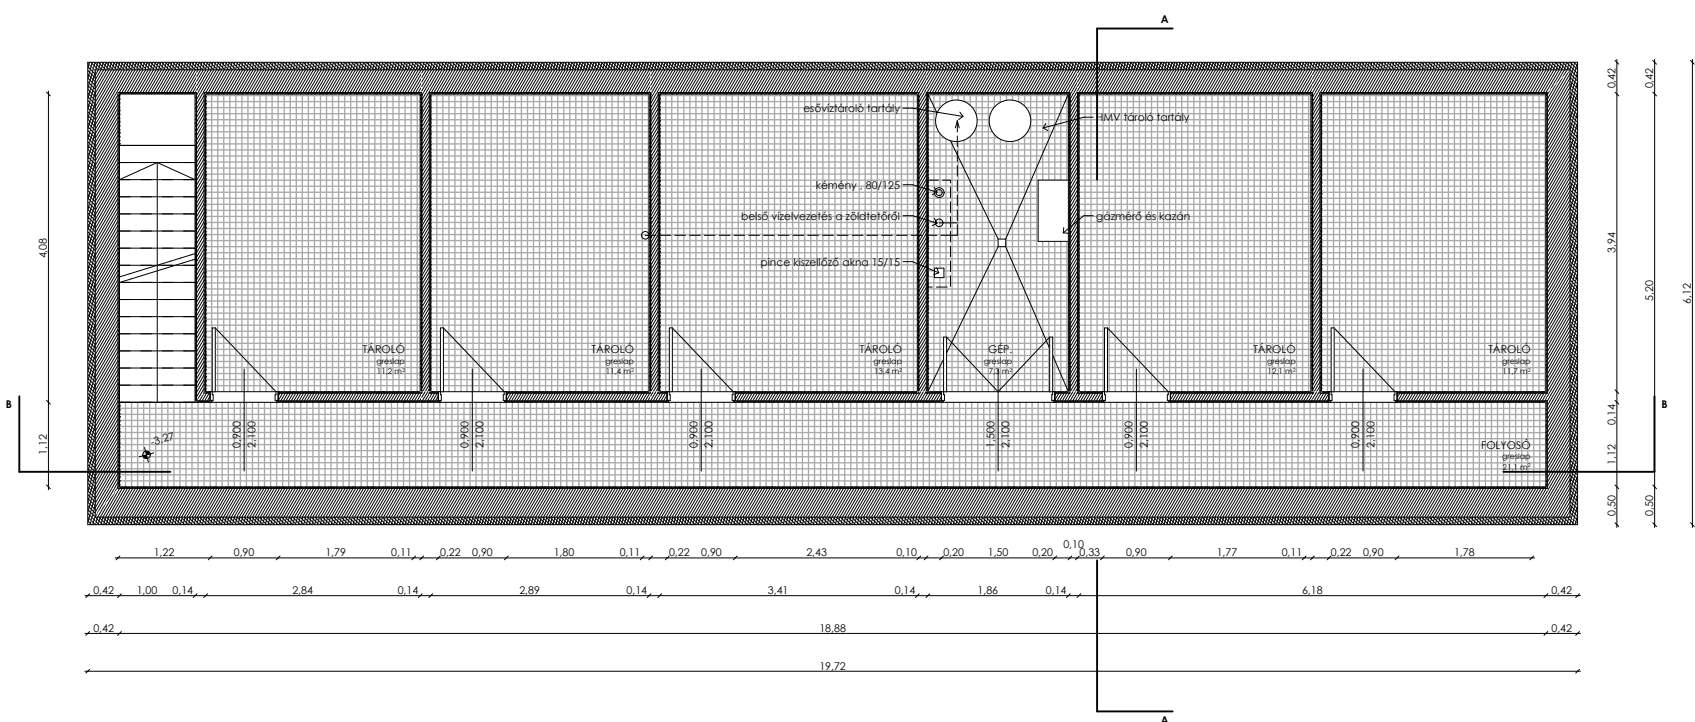 A
0,42
0,42
esővíztároló tartály
HMV tároló tartály
kémény , 80/125
belső vízelvezetés a zöldtetőről
gázmérő és kazán
pince kiszellőző akna 15/15
4,08
3,94
5,20
6,12
TÁROLÓ
greslap
11,2 m²
TÁROLÓ
greslap
11,4 m²
TÁROLÓ
greslap
13,4 m²
GÉP.
greslap
7,3 m²
TÁROLÓ
greslap
12,1 m²
TÁROLÓ
greslap
11,7 m²
B
B
0,14
1,12
-3,27
0,900
2,100
0,900
2,100
0,900
2,100
1,500
2,100
0,900
2,100
0,900
2,100
FOLYOSÓ
greslap
21,1 m²
1,12
0,50
0,50
1,22 0,90 1,79 0,11 0,22 0,90 1,80 0,11 0,22 0,90 2,43 0,10 0,20 1,50 0,20 0,10 0,33 0,90 1,77 0,11 0,22 0,90 1,78
0,42 1,00 0,14 2,84 0,14 2,89 0,14 3,41 0,14 1,86 0,14 6,18 0,42
0,42 18,88 0,42
19,72
A